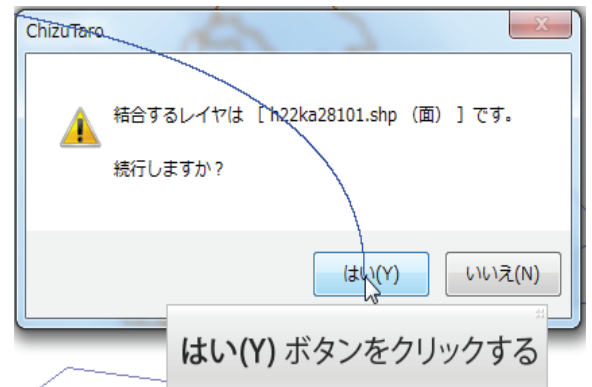 ChizuTaro
結合するレイヤは [ h22ka28101.shp （面） ] です。
続行しますか？
はい(Y)
いいえ(N)
はい(Y) ボタンをクリックする